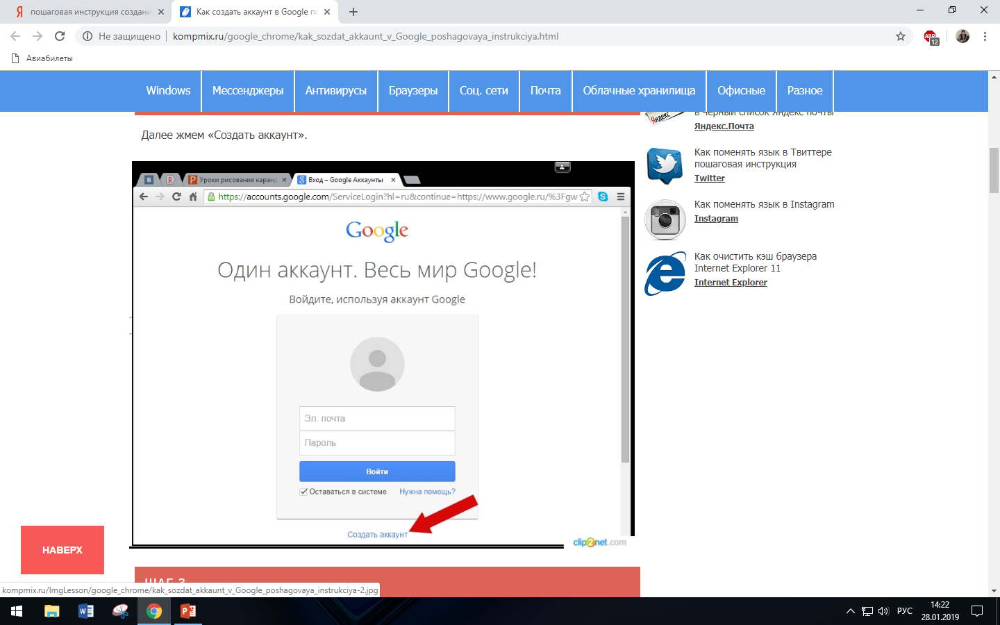 пошаговая инструкция создани
Как создать аккаунт в Google по
Не защищено
kompmix.ru/google_chrome/kak_sozdat_akkaunt_v_Google_poshagovaya_instrukciya.html
ABP
12
Авиабилеты
Windows
Мессенджеры
Антивирусы
Браузеры
Соц. сети
Почта
Облачные хранилища
Офисные
Разное
Далее жмем «Создать аккаунт».
Уроки рисования каранд
Вход – Google Аккаунты
https://accounts.google.com/ServiceLogin?hl=ru&continue=https://www.google.ru/%3Fgw
Google
Один аккаунт. Весь мир Google!
Войдите, используя аккаунт Google
Эл. почта
Пароль
Войти
Оставаться в системе
Нужна помощь?
Создать аккаунт
clip2net.com
Яндекс
в черный список Яндекс почты
Яндекс.Почта
Как поменять язык в Твиттере
пошаговая инструкция
Twitter
Как поменять язык в Instagram
Instagram
Как очистить кэш браузера
Internet Explorer 11
Internet Explorer
НАВЕРХ
ШАГ 3
kompmix.ru/ImgLesson/google_chrome/kak_sozdat_akkaunt_v_Google_poshagovaya_instrukciya-2.jpg
РУС
14:22
28.01.2019